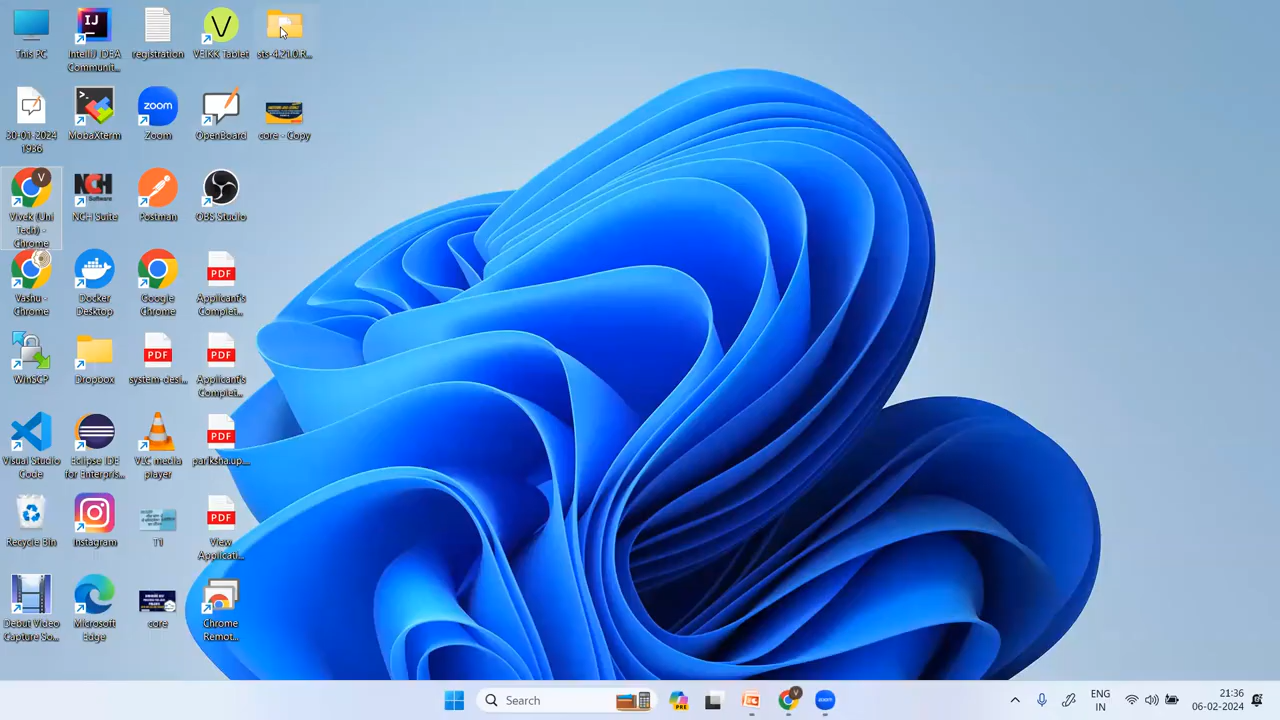 This PC
IntelliJ IDEA
Communit...
registration
VEIKK Tablet
sts-4.21.0.R...
30-01-2024
1986
MobaXterm
Zoom
OpenBoard
core - Copy
Vivek (Uni
Tech) -
Chrome
NCH Suite
Postman
OBS Studio
Vashu -
Chrome
Docker
Desktop
Google
Chrome
Applicant's
Complet...
WinSCP
Dropbox
system-desi...
Applicant's
Complet...
Visual Studio
Code
Eclipse IDE
for Enterpris...
VLC media
player
pariksha.up...
Recycle Bin
Instagram
T1
View
Applicati...
Debut Video
Capture So...
Microsoft
Edge
core
Chrome
Remot...
Search
ENG
IN
21:36
06-02-2024